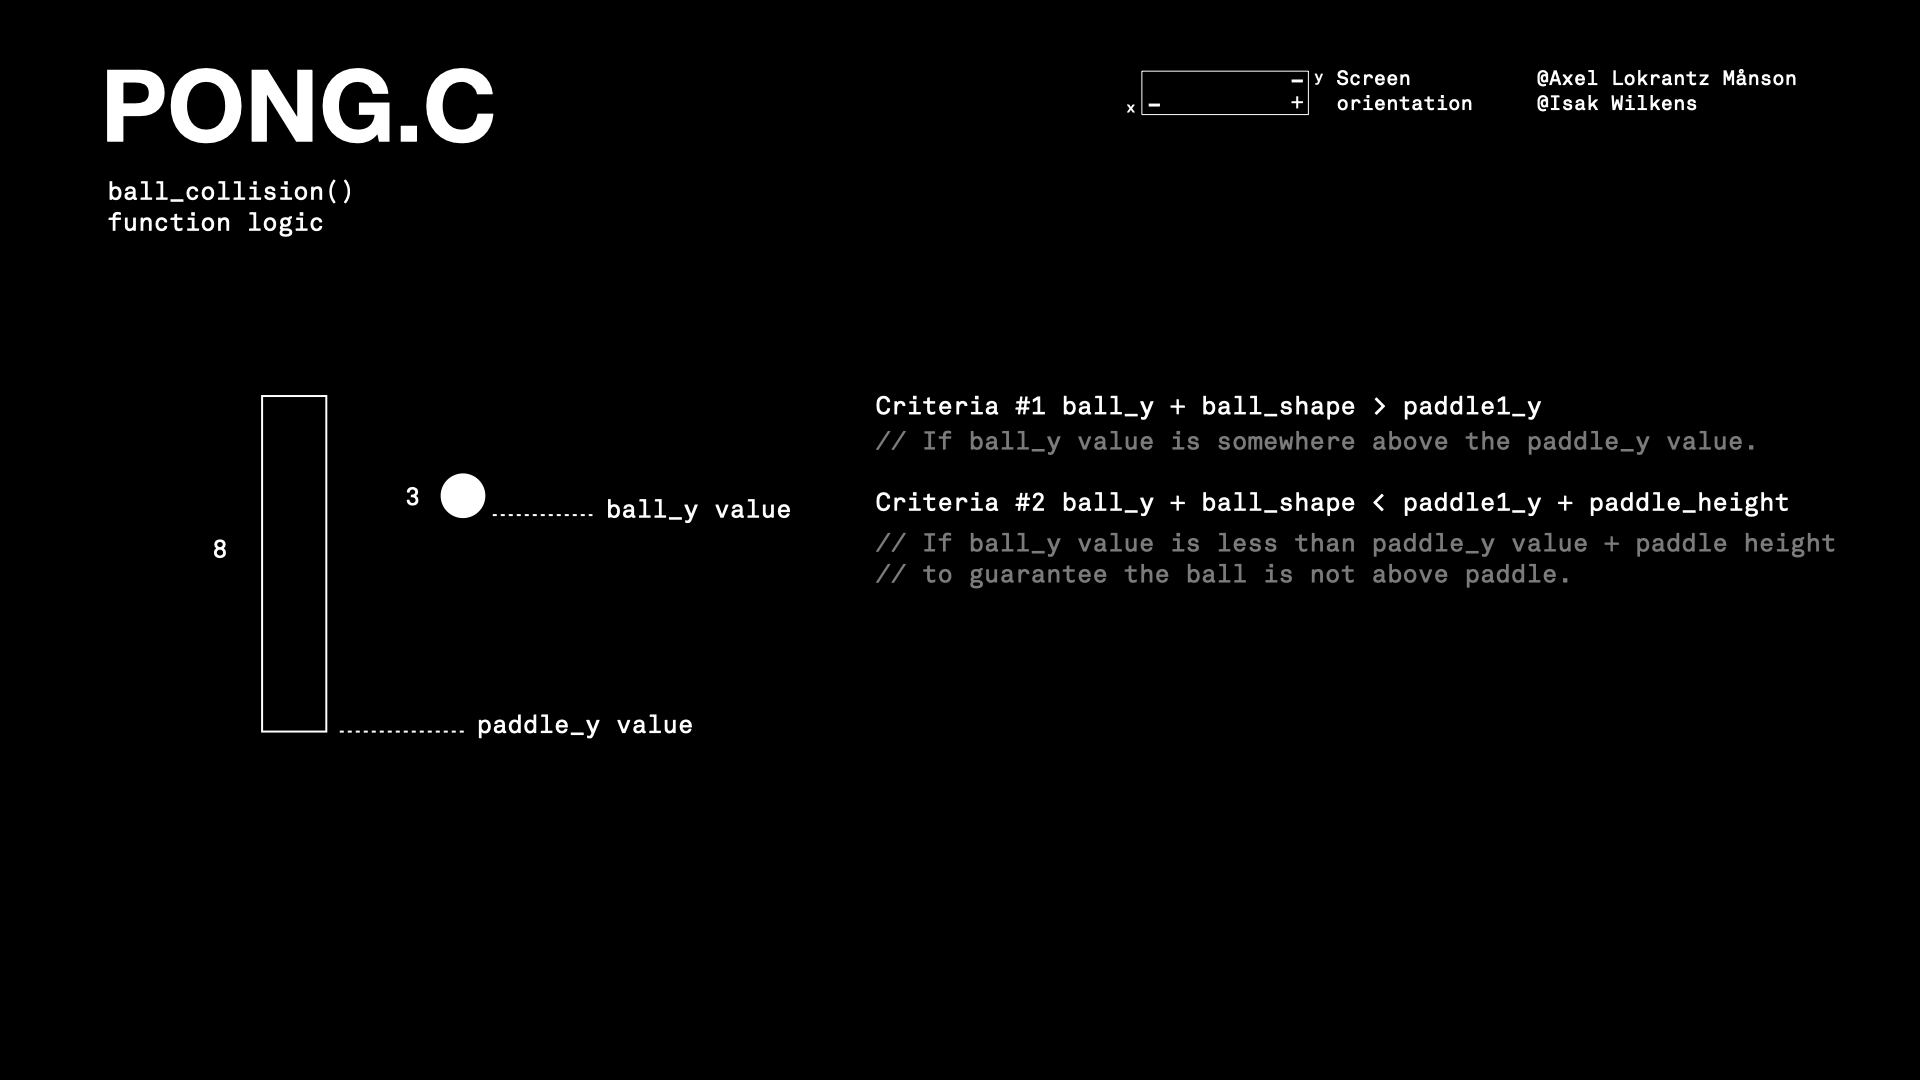 PONG.C
ball_collision()
function logic
x
− y Screen
− + orientation
@Axel Lokrantz Månson
@Isak Wilkens
8
3
ball_y value
paddle_y value
Criteria #1 ball_y + ball_shape > paddle1_y
// If ball_y value is somewhere above the paddle_y value.
Criteria #2 ball_y + ball_shape < paddle1_y + paddle_height
// If ball_y value is less than paddle_y value + paddle height
// to guarantee the ball is not above paddle.